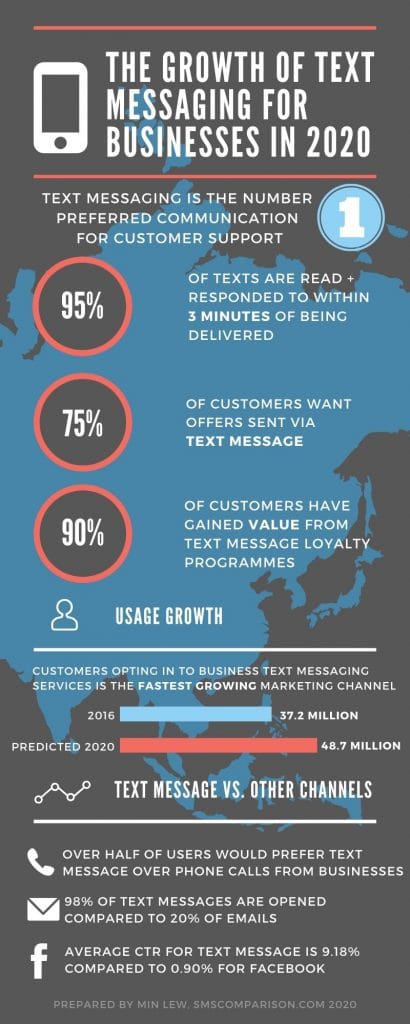 THE GROWTH OF TEXT
MESSAGING FOR
BUSINESSES IN 2020
TEXT MESSAGING IS THE NUMBER
PREFERRED COMMUNICATION
FOR CUSTOMER SUPPORT
1
95%
OF TEXTS ARE READ +
RESPONDED TO WITHIN
3 MINUTES OF BEING
DELIVERED
75%
OF CUSTOMERS WANT
OFFERS SENT VIA
TEXT MESSAGE
90%
OF CUSTOMERS HAVE
GAINED VALUE FROM
TEXT MESSAGE LOYALTY
PROGRAMMES
USAGE GROWTH
CUSTOMERS OPTING IN TO BUSINESS TEXT MESSAGING
SERVICES IS THE FASTEST GROWING MARKETING CHANNEL
2016 37.2 MILLION
PREDICTED 2020 48.7 MILLION
TEXT MESSAGE VS. OTHER CHANNELS
OVER HALF OF USERS WOULD PREFER TEXT
MESSAGE OVER PHONE CALLS FROM BUSINESSES
98% OF TEXT MESSAGES ARE OPENED
COMPARED TO 20% OF EMAILS
f
AVERAGE CTR FOR TEXT MESSAGE IS 9.18%
COMPARED TO 0.90% FOR FACEBOOK
PREPARED BY MIN LEW, SMSCOMPARISON.COM 2020